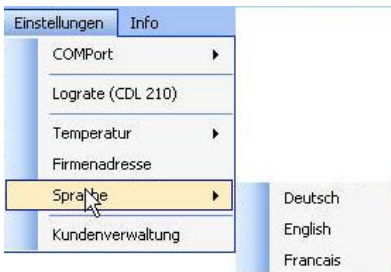 Einstellungen Info
COMPort
Lograte (CDL 210)
Temperatur
Firmenadresse
Sprache
Deutsch
English
Francais
Kundenverwaltung